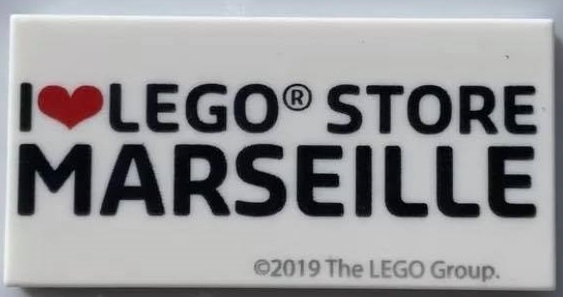 I❤LEGO® STORE
MARSEILLE
©2019 The LEGO Group.